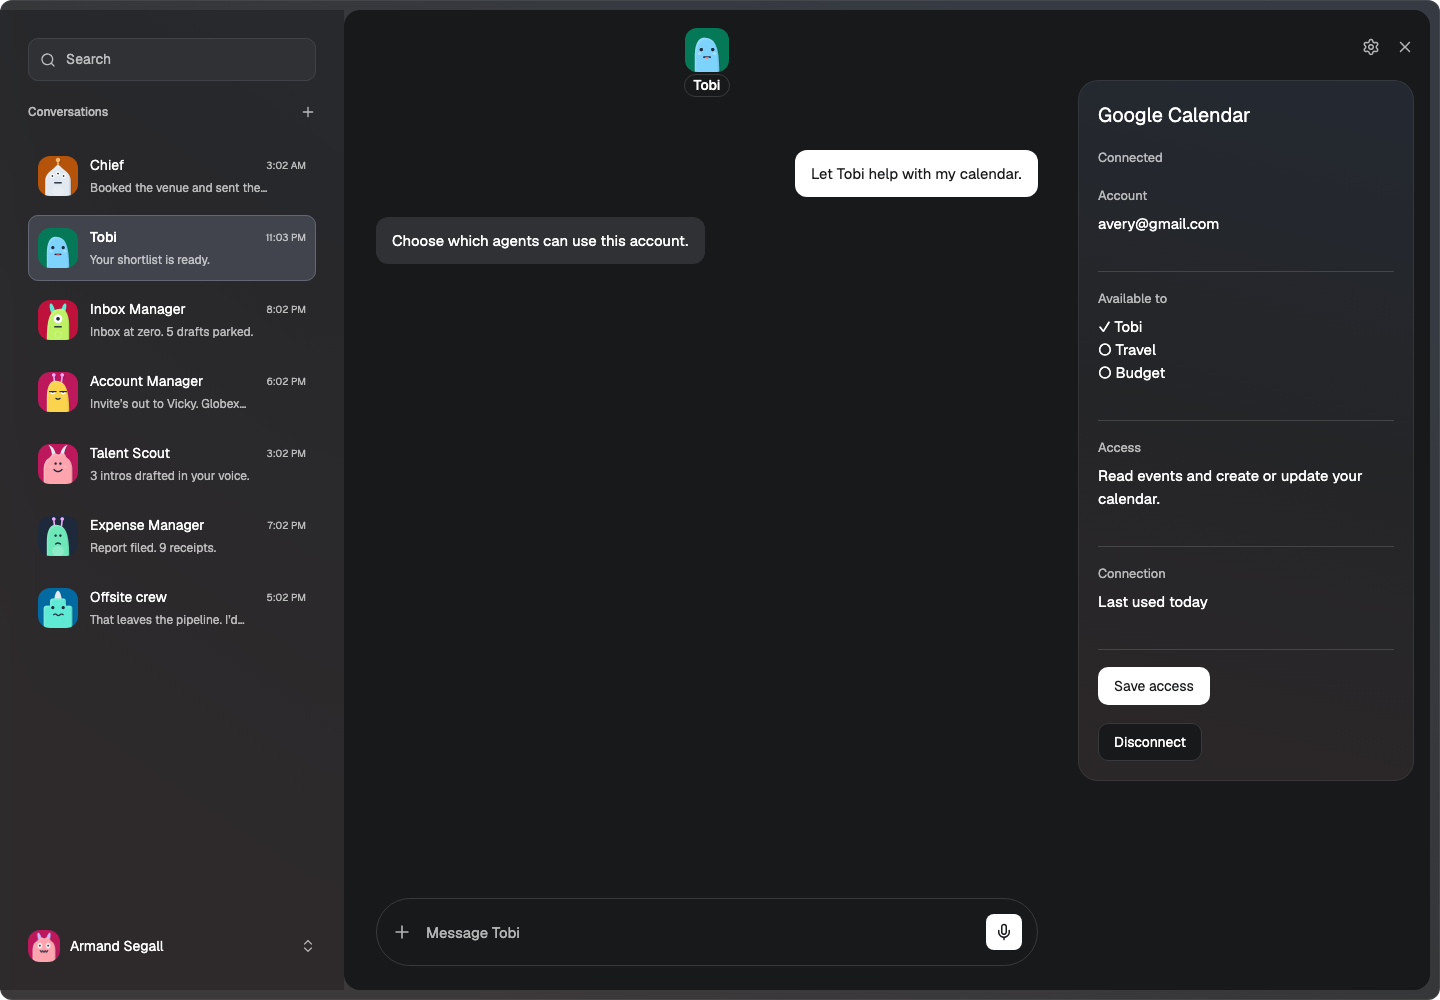 Search
Conversations
Chief
3:02 AM
Booked the venue and sent the...
Tobi
11:03 PM
Your shortlist is ready.
Inbox Manager
8:02 PM
Inbox at zero. 5 drafts parked.
Account Manager
6:02 PM
Invite's out to Vicky. Globex...
Talent Scout
3:02 PM
3 intros drafted in your voice.
Expense Manager
7:02 PM
Report filed. 9 receipts.
Offsite crew
5:02 PM
That leaves the pipeline. I'd...
Armand Segall
Tobi
Let Tobi help with my calendar.
Choose which agents can use this account.
Message Tobi
Google Calendar
Connected
Account
avery@gmail.com
Available to
✓ Tobi
○ Travel
○ Budget
Access
Read events and create or update your
calendar.
Connection
Last used today
Save access
Disconnect